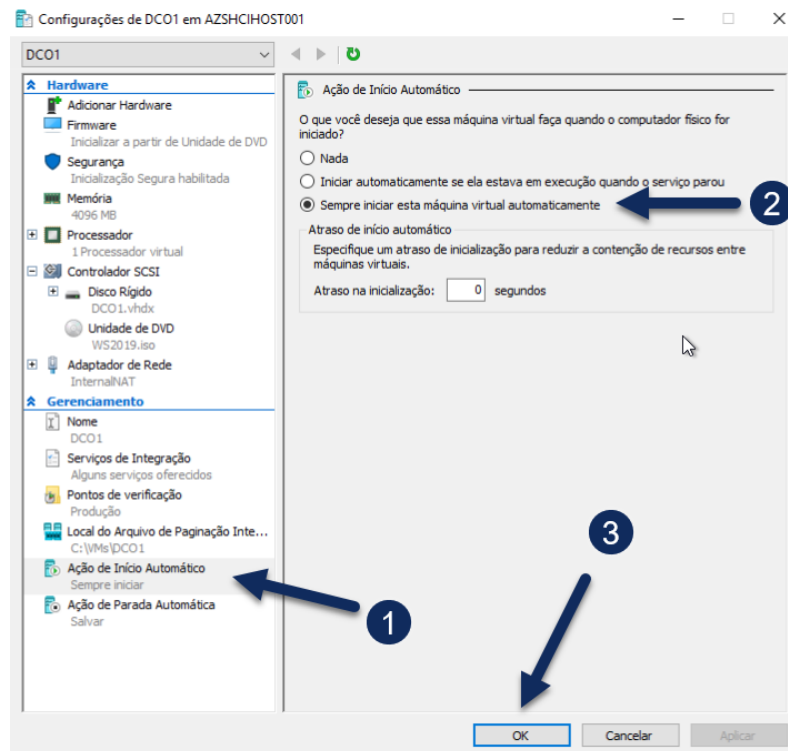 Configurações de DCO1 em AZSHCIHOST001
DCO1
Hardware
Adicionar Hardware
Firmware
Inicializar a partir de Unidade de DVD
Segurança
Inicialização Segura habilitada
Memória
4096 MB
Processador
1 Processador virtual
Controlador SCSI
Disco Rígido
DCO1.vhdx
Unidade de DVD
WS2019.iso
Adaptador de Rede
InternalNAT
Gerenciamento
Nome
DCO1
Serviços de Integração
Alguns serviços oferecidos
Pontos de verificação
Produção
Local do Arquivo de Paginação Inte...
C:\VMs\DCO1
Ação de Início Automático
Sempre iniciar
Ação de Parada Automática
Salvar
1
Ação de Início Automático
O que você deseja que essa máquina virtual faça quando o computador físico for
iniciado?
Nada
Iniciar automaticamente se ela estava em execução quando o serviço parou
Sempre iniciar esta máquina virtual automaticamente
2
Atraso de início automático
Especifique um atraso de inicialização para reduzir a contenção de recursos entre
máquinas virtuais.
Atraso na inicialização: 0 segundos
3
OK Cancelar Aplicar